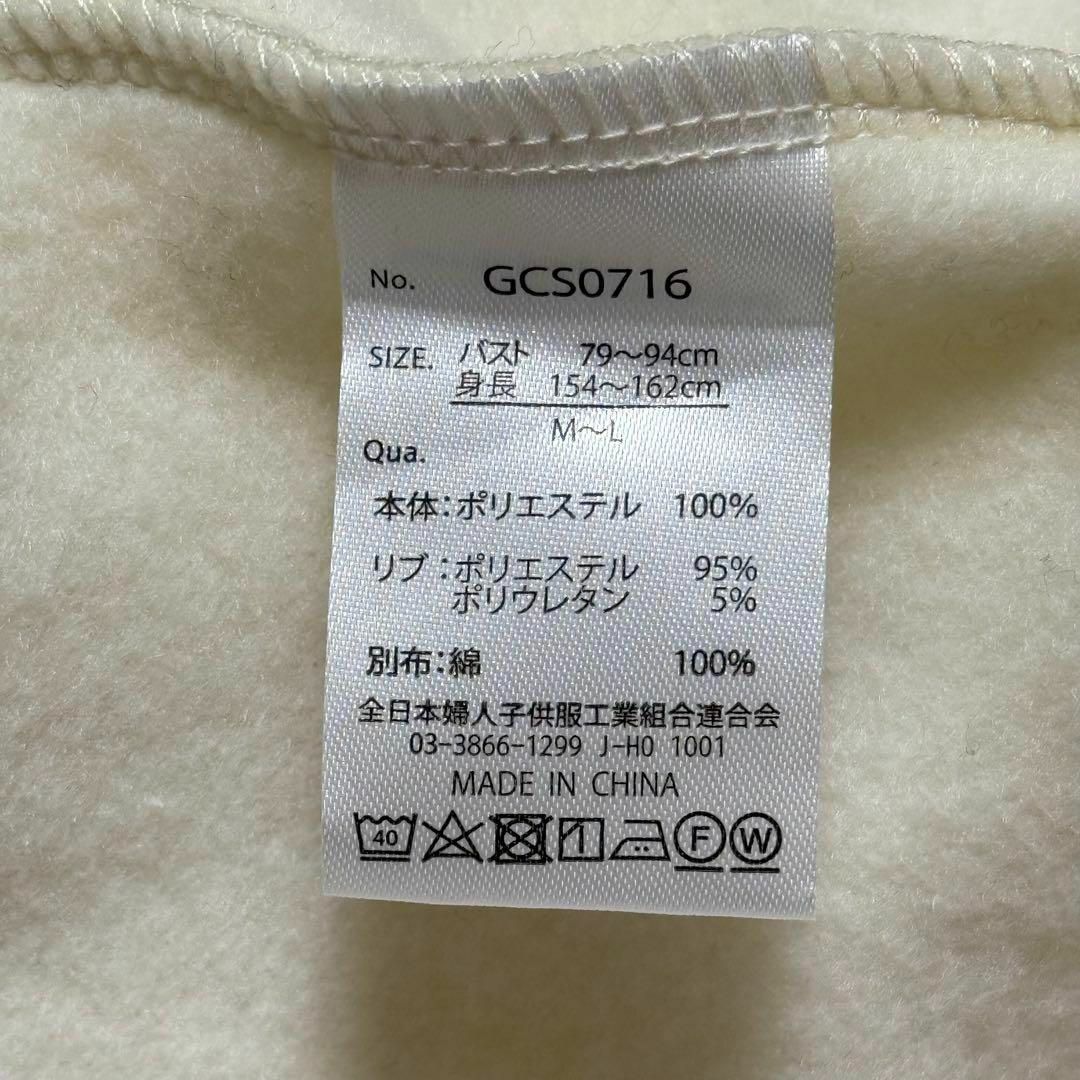 No. GCS0716
SIZE. バスト 79～94cm
身長 154～162cm
M～L
Qua.
本体:ポリエステル 100%
リブ:ポリエステル 95%
ポリウレタン 5%
別布:綿 100%
全日本婦人子供服工業組合連合会
03-3866-1299 J-HO 1001
MADE IN CHINA
40 F W